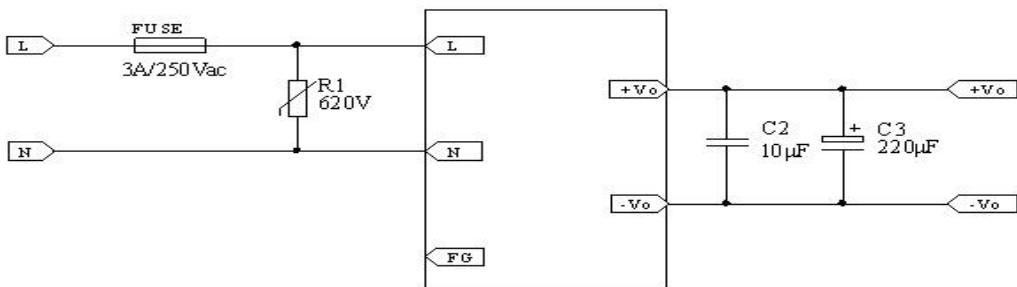 FUSE
L
3A/250Vac
L
R1
620V
N
N
FG
+Vo
+Vo
C2
10µF
+
C3
220µF
-Vo
-Vo